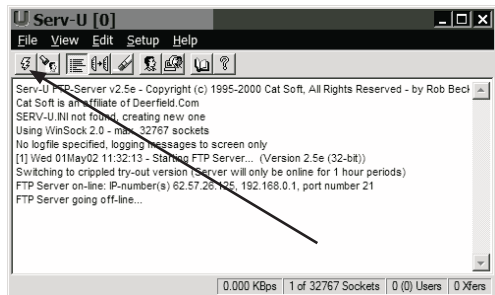 Serv-U [0]
File View Edit Setup Help
Serv-U FTP-Server v2.5e - Copyright (c) 1995-2000 Cat Soft, All Rights Reserved - by Rob Beck
Cat Soft is an affiliate of Deerfield.Com
SERV-U.INI not found, creating new one
Using WinSock 2.0 - max. 32767 sockets
No logfile specified, logging messages to screen only
[1] Wed 01May02 11:32:13 - Starting FTP Server... (Version 2.5e (32-bit))
Switching to crippled try-out version (Server will only be online for 1 hour periods)
FTP Server on-line: IP-number(s) 62.57.26.125, 192.168.0.1, port number 21
FTP Server going off-line...
0.000 KBps 1 of 32767 Sockets 0 (0) Users 0 Xfers